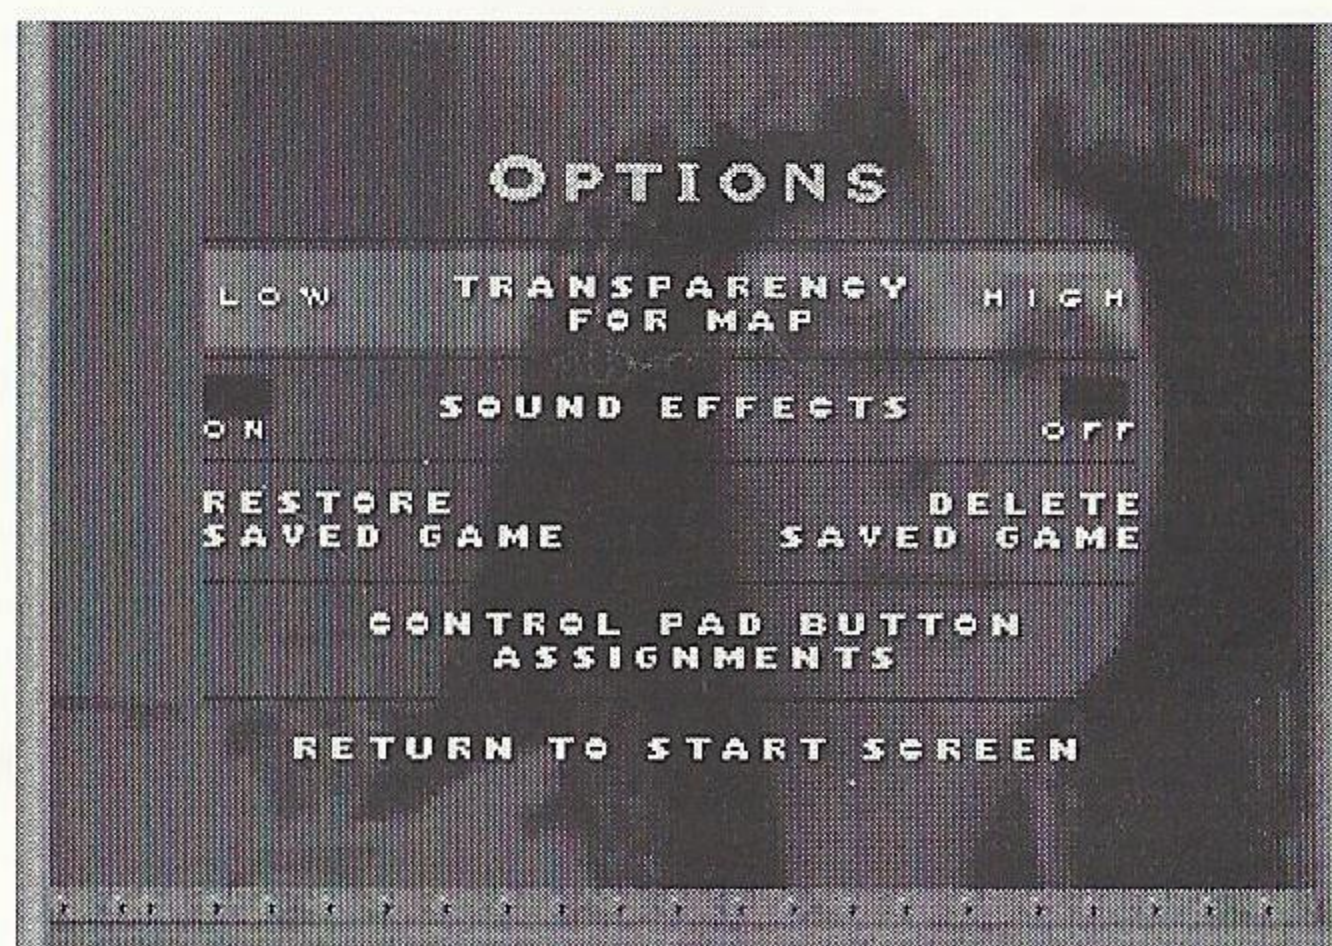 OPTIONS
LOW TRANSPARENCY HIGH
FOR MAP
SOUND EFFECTS
ON OFF
RESTORE DELETE
SAVED GAME SAVED GAME
CONTROL PAD BUTTON
ASSIGNMENTS
RETURN TO START SCREEN